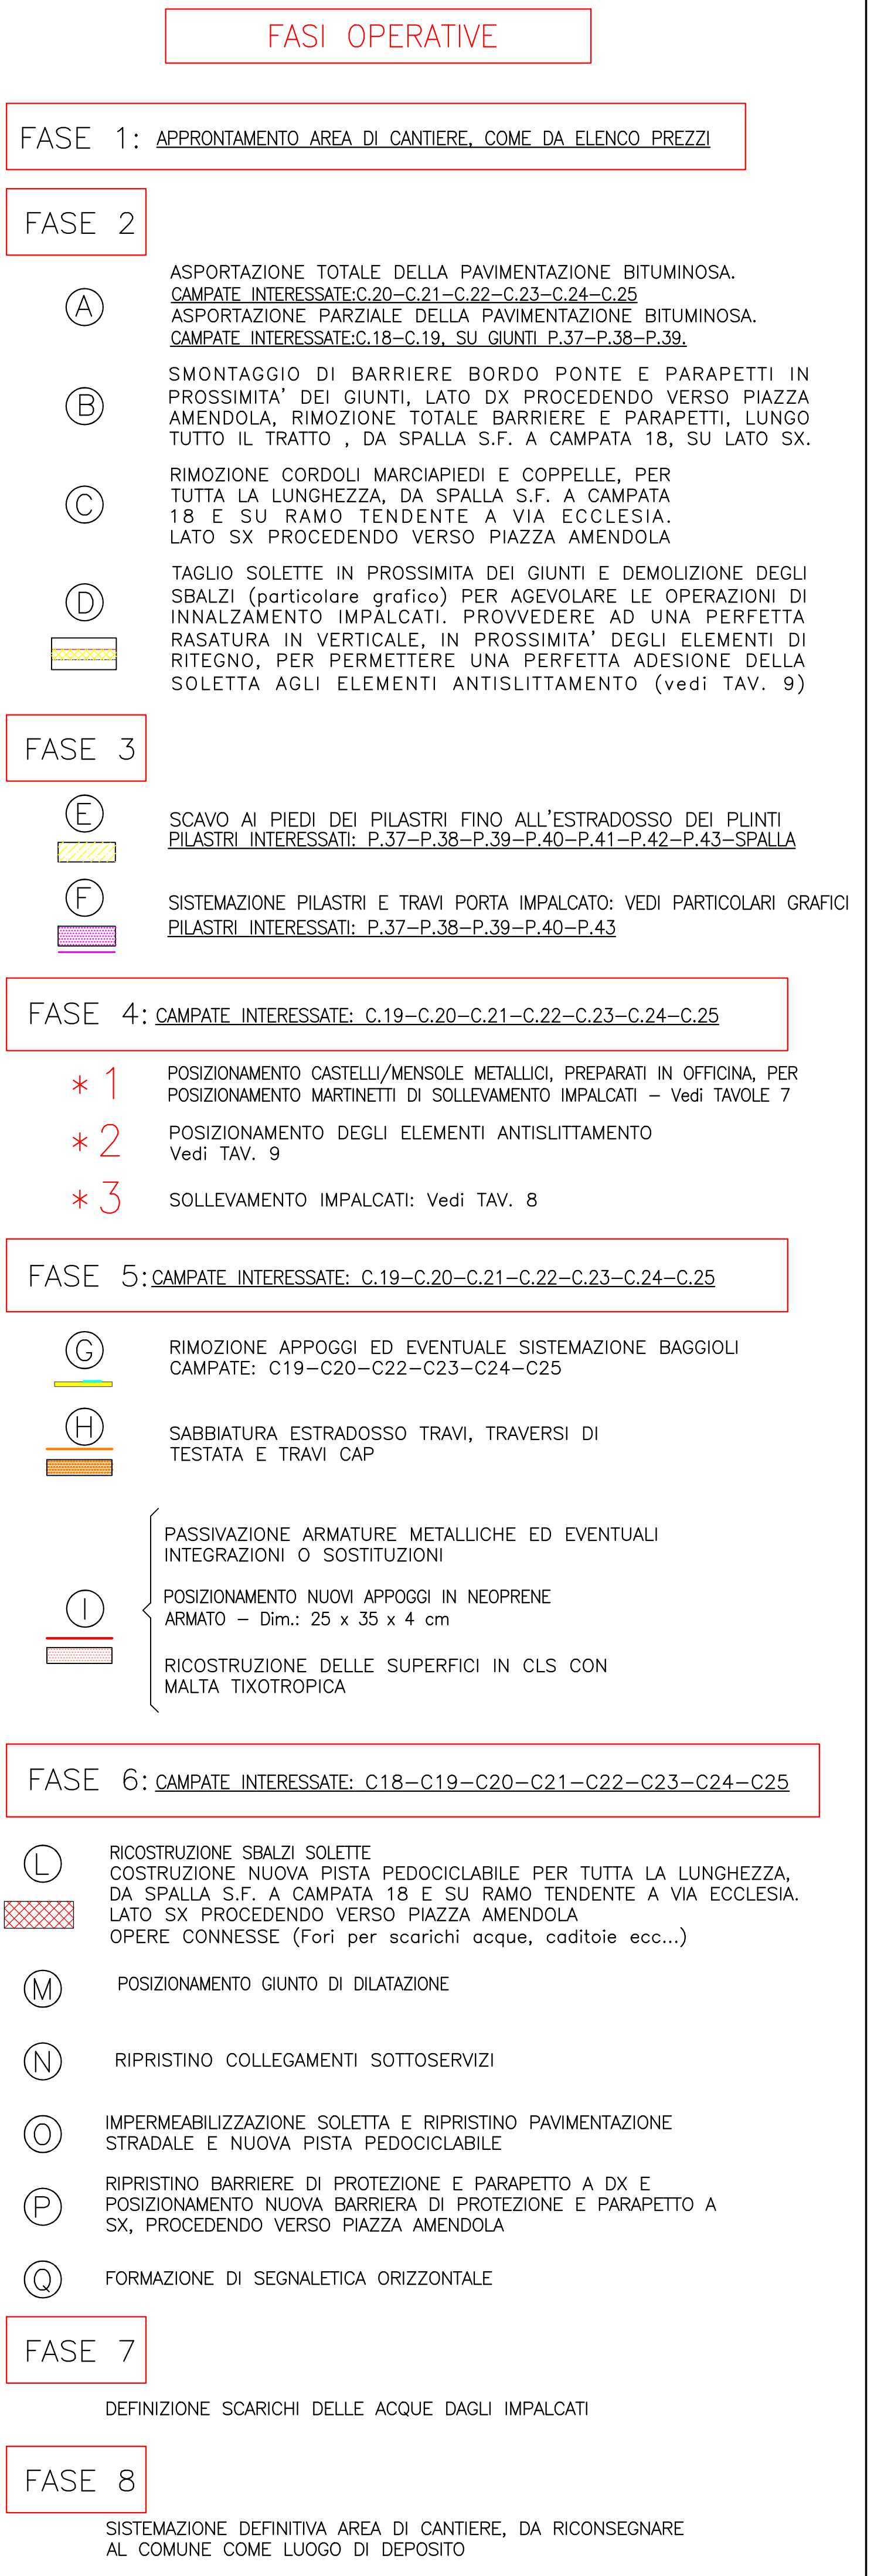 FASI OPERATIVE
FASE 1: APPRONTAMENTO AREA DI CANTIERE, COME DA ELENCO PREZZI
FASE 2
A
ASPORTAZIONE TOTALE DELLA PAVIMENTAZIONE BITUMINOSA.
CAMPATE INTERESSATE:C.20-C.21-C.22-C.23-C.24-C.25
ASPORTAZIONE PARZIALE DELLA PAVIMENTAZIONE BITUMINOSA.
CAMPATE INTERESSATE:C.18-C.19, SU GIUNTI P.37-P.38-P.39.
B
SMONTAGGIO DI BARRIERE BORDO PONTE E PARAPETTI IN
PROSSIMITA' DEI GIUNTI, LATO DX PROCEDENDO VERSO PIAZZA
AMENDOLA, RIMOZIONE TOTALE BARRIERE E PARAPETTI, LUNGO
TUTTO IL TRATTO , DA SPALLA S.F. A CAMPATA 18, SU LATO SX.
C
RIMOZIONE CORDOLI MARCIAPIEDI E COPPELLE, PER
TUTTA LA LUNGHEZZA, DA SPALLA S.F. A CAMPATA
18 E SU RAMO TENDENTE A VIA ECCLESIA.
LATO SX PROCEDENDO VERSO PIAZZA AMENDOLA
D
TAGLIO SOLETTE IN PROSSIMITA DEI GIUNTI E DEMOLIZIONE DEGLI
SBALZI (particolare grafico) PER AGEVOLARE LE OPERAZIONI DI
INNALZAMENTO IMPALCATI. PROVVEDERE AD UNA PERFETTA
RASATURA IN VERTICALE, IN PROSSIMITA' DEGLI ELEMENTI DI
RITEGNO, PER PERMETTERE UNA PERFETTA ADESIONE DELLA
SOLETTA AGLI ELEMENTI ANTISLITTAMENTO (vedi TAV. 9)
FASE 3
E
SCAVO AI PIEDI DEI PILASTRI FINO ALL'ESTRADOSSO DEI PLINTI
PILASTRI INTERESSATI: P.37-P.38-P.39-P.40-P.41-P.42-P.43-SPALLA
F
SISTEMAZIONE PILASTRI E TRAVI PORTA IMPALCATO: VEDI PARTICOLARI GRAFICI
PILASTRI INTERESSATI: P.37-P.38-P.39-P.40-P.43
FASE 4: CAMPATE INTERESSATE: C.19-C.20-C.21-C.22-C.23-C.24-C.25
*1
POSIZIONAMENTO CASTELLI/MENSOLE METALLICI, PREPARATI IN OFFICINA, PER
POSIZIONAMENTO MARTINETTI DI SOLLEVAMENTO IMPALCATI - Vedi TAVOLE 7
*2
POSIZIONAMENTO DEGLI ELEMENTI ANTISLITTAMENTO
Vedi TAV. 9
*3
SOLLEVAMENTO IMPALCATI: Vedi TAV. 8
FASE 5: CAMPATE INTERESSATE: C.19-C.20-C.21-C.22-C.23-C.24-C.25
G
RIMOZIONE APPOGGI ED EVENTUALE SISTEMAZIONE BAGGIOLI
CAMPATE: C19-C20-C22-C23-C24-C25
H
SABBIATURA ESTRADOSSO TRAVI, TRAVERSI DI
TESTATA E TRAVI CAP
I
PASSIVAZIONE ARMATURE METALLICHE ED EVENTUALI
INTEGRAZIONI O SOSTITUZIONI
POSIZIONAMENTO NUOVI APPOGGI IN NEOPRENE
ARMATO - Dim.: 25 x 35 x 4 cm
RICOSTRUZIONE DELLE SUPERFICI IN CLS CON
MALTA TIXOTROPICA
FASE 6: CAMPATE INTERESSATE: C18-C19-C20-C21-C22-C23-C24-C25
L
RICOSTRUZIONE SBALZI SOLETTE
COSTRUZIONE NUOVA PISTA PEDOCICLABILE PER TUTTA LA LUNGHEZZA,
DA SPALLA S.F. A CAMPATA 18 E SU RAMO TENDENTE A VIA ECCLESIA.
LATO SX PROCEDENDO VERSO PIAZZA AMENDOLA
OPERE CONNESSE (Fori per scarichi acque, caditoie ecc...)
M
POSIZIONAMENTO GIUNTO DI DILATAZIONE
N
RIPRISTINO COLLEGAMENTI SOTTOSERVIZI
O
IMPERMEABILIZZAZIONE SOLETTA E RIPRISTINO PAVIMENTAZIONE
STRADALE E NUOVA PISTA PEDOCICLABILE
P
RIPRISTINO BARRIERE DI PROTEZIONE E PARAPETTO A DX E
POSIZIONAMENTO NUOVA BARRIERA DI PROTEZIONE E PARAPETTO A
SX, PROCEDENDO VERSO PIAZZA AMENDOLA
Q
FORMAZIONE DI SEGNALETICA ORIZZONTALE
FASE 7
DEFINIZIONE SCARICHI DELLE ACQUE DAGLI IMPALCATI
FASE 8
SISTEMAZIONE DEFINITIVA AREA DI CANTIERE, DA RICONSEGNARE
AL COMUNE COME LUOGO DI DEPOSITO